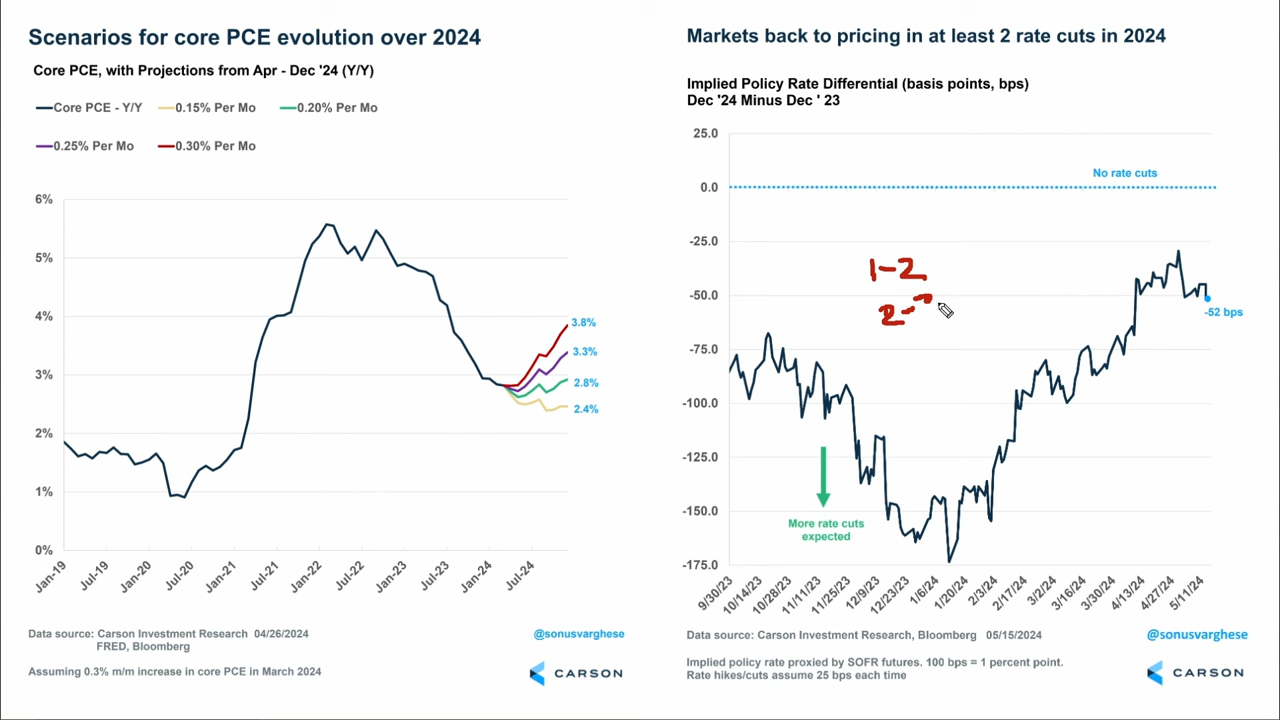 Scenarios for core PCE evolution over 2024
Core PCE, with Projections from Apr - Dec '24 (Y/Y)
Core PCE - Y/Y 0.15% Per Mo 0.20% Per Mo
0.25% Per Mo 0.30% Per Mo
6%
5%
4%
3%
2%
1%
0%
3.8%
3.3%
2.8%
2.4%
Jan-19 Jul-19 Jan-20 Jul-20 Jan-21 Jul-21 Jan-22 Jul-22 Jan-23 Jul-23 Jan-24 Jul-24
Data source: Carson Investment Research 04/26/2024
FRED, Bloomberg
@sonusvarghese
Assuming 0.3% m/m increase in core PCE in March 2024
CARSON
Markets back to pricing in at least 2 rate cuts in 2024
Implied Policy Rate Differential (basis points, bps)
Dec '24 Minus Dec ' 23
25.0
0.0
-25.0
-50.0
-75.0
-100.0
-125.0
-150.0
-175.0
No rate cuts
1-2
2-
-52 bps
More rate cuts
expected
9/30/23 10/14/23 10/28/23 11/11/23 11/25/23 12/9/23 12/23/23 1/6/24 1/20/24 2/3/24 2/17/24 3/2/24 3/16/24 3/30/24 4/13/24 4/27/24 5/11/24
Data source: Carson Investment Research, Bloomberg 05/15/2024
@sonusvarghese
Implied policy rate proxied by SOFR futures. 100 bps = 1 percent point.
Rate hikes/cuts assume 25 bps each time
CARSON